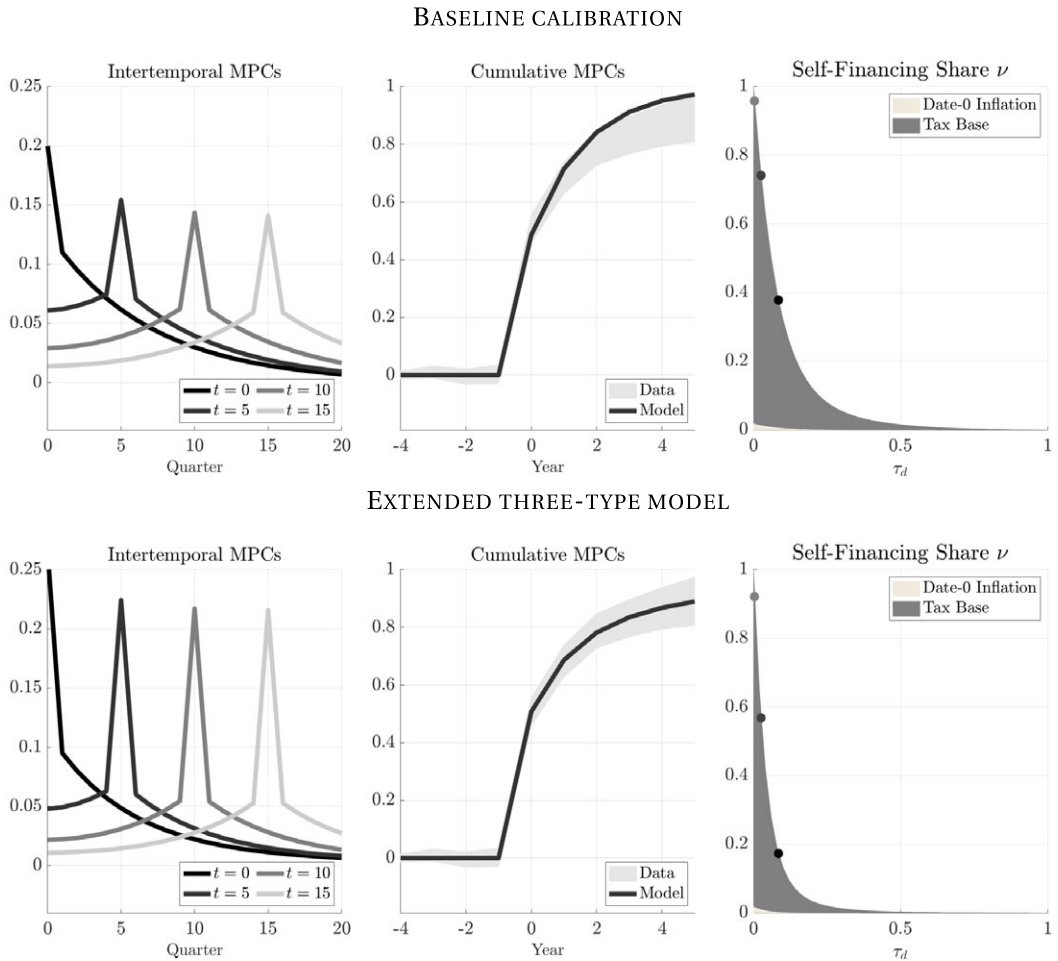 BASELINE CALIBRATION
Intertemporal MPCs
0.25
0.2
0.15
0.1
0.05
0
t = 0
t = 10
t = 5
t = 15
0
5
10
15
20
Quarter
Cumulative MPCs
1
0.8
0.6
0.4
0.2
0
Data
Model
-4
-2
0
2
4
Year
Self-Financing Share ν
1
0.8
0.6
0.4
0.2
0
Date-0 Inflation
Tax Base
0
0.5
1
τd
EXTENDED THREE-TYPE MODEL
Intertemporal MPCs
0.25
0.2
0.15
0.1
0.05
0
t = 0
t = 10
t = 5
t = 15
0
5
10
15
20
Quarter
Cumulative MPCs
1
0.8
0.6
0.4
0.2
0
Data
Model
-4
-2
0
2
4
Year
Self-Financing Share ν
1
0.8
0.6
0.4
0.2
0
Date-0 Inflation
Tax Base
0
0.5
1
τd